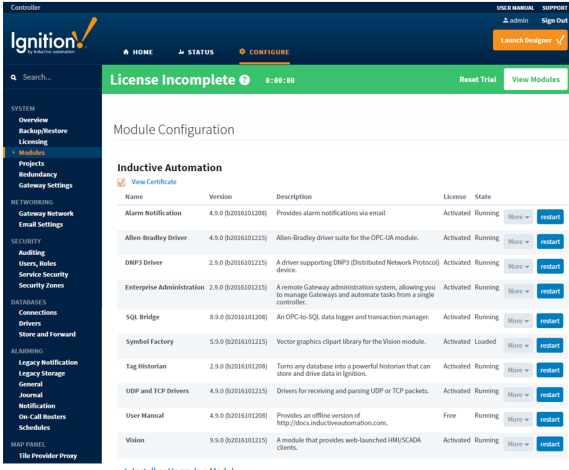 Controller
USER MANUAL SUPPORT
admin Sign Out
Ignition!
by inductive automation
HOME STATUS CONFIGURE
Launch Designer
Search...
License Incomplete ? 0:00:00 Reset Trial View Modules
SYSTEM
Overview
Backup/Restore
Licensing
Modules
Projects
Redundancy
Gateway Settings
NETWORKING
Gateway Network
Email Settings
SECURITY
Auditing
Users, Roles
Service Security
Security Zones
DATABASES
Connections
Drivers
Store and Forward
ALARMING
Legacy Notification
Legacy Storage
General
Journal
Notification
On-Call Rosters
Schedules
MAP PANEL
Tile Provider Proxy
Module Configuration
Inductive Automation
View Certificate
Name Version Description License State
Alarm Notification 4.9.0 (b2016101208) Provides alarm notifications via email Activated Running More restart
Allen-Bradley Driver 4.9.0 (b2016101215) Allen-Bradley driver suite for the OPC-UA module. Activated Running More restart
DNP3 Driver 2.9.0 (b2016101215) A driver supporting DNP3 (Distributed Network Protocol) Activated Running More restart
device.
Enterprise Administration 2.9.0 (b2016101215) A remote Gateway administration system, allowing you Activated Running More restart
to manage Gateways and automate tasks from a single
controller.
SQL Bridge 8.9.0 (b2016101208) An OPC-to-SQL data logger and transaction manager. Activated Running More restart
Symbol Factory 5.9.0 (b2016101215) Vector graphics clipart library for the Vision module. Activated Loaded More restart
Tag Historian 2.9.0 (b2016101208) Turns any database into a powerful historian that can Activated Running More restart
store and drive data in Ignition.
UDP and TCP Drivers 4.9.0 (b2016101215) Drivers for receiving and parsing UDP or TCP packets. Activated Running More restart
User Manual 4.9.0 (b2016101208) Provides an offline version of Free Running More restart
http://docs.inductiveautomation.com.
Vision 9.9.0 (b2016101215) A module that provides web-launched HMI/SCADA Activated Running More restart
clients.